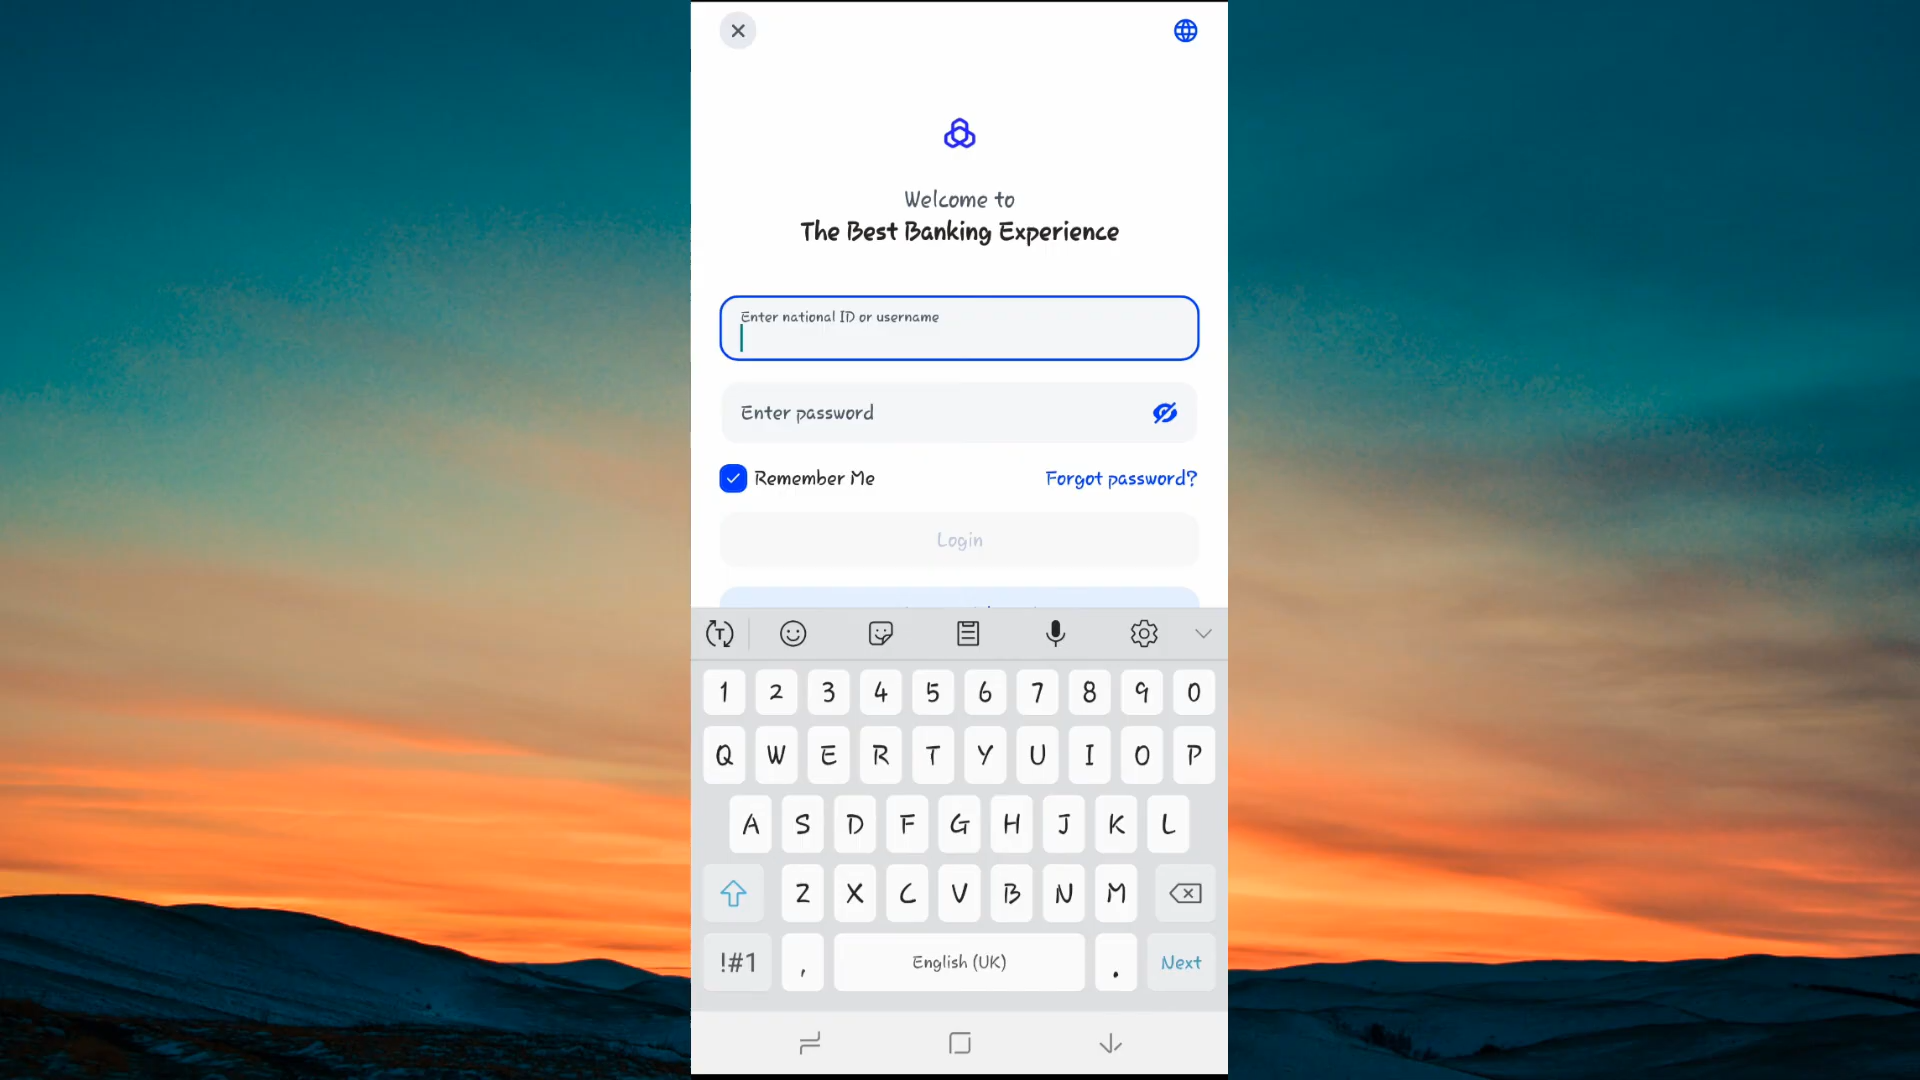 Welcome to
The Best Banking Experience
Enter national ID or username
Enter password
Remember Me
Forgot password?
Login
T
1 2 3 4 5 6 7 8 9 0
Q W E R T Y U I O P
A S D F G H J K L
Z X C V B N M
!#1 , English (UK) . Next